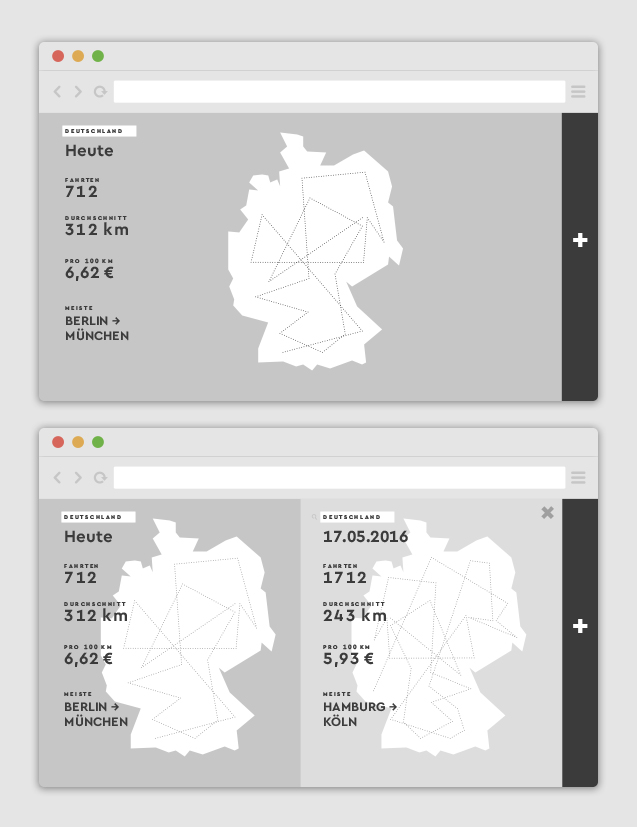 DEUTSCHLAND
Heute
FAHRTEN
712
DURCHSCHNITT
312 km
PRO 100 KM
6,62 €
MEISTE
BERLIN →
MÜNCHEN
DEUTSCHLAND
Heute
FAHRTEN
712
DURCHSCHNITT
312 km
PRO 100 KM
6,62 €
MEISTE
BERLIN →
MÜNCHEN
DEUTSCHLAND
17.05.2016
FAHRTEN
1712
DURCHSCHNITT
243 km
PRO 100 KM
5,93 €
MEISTE
HAMBURG →
KÖLN